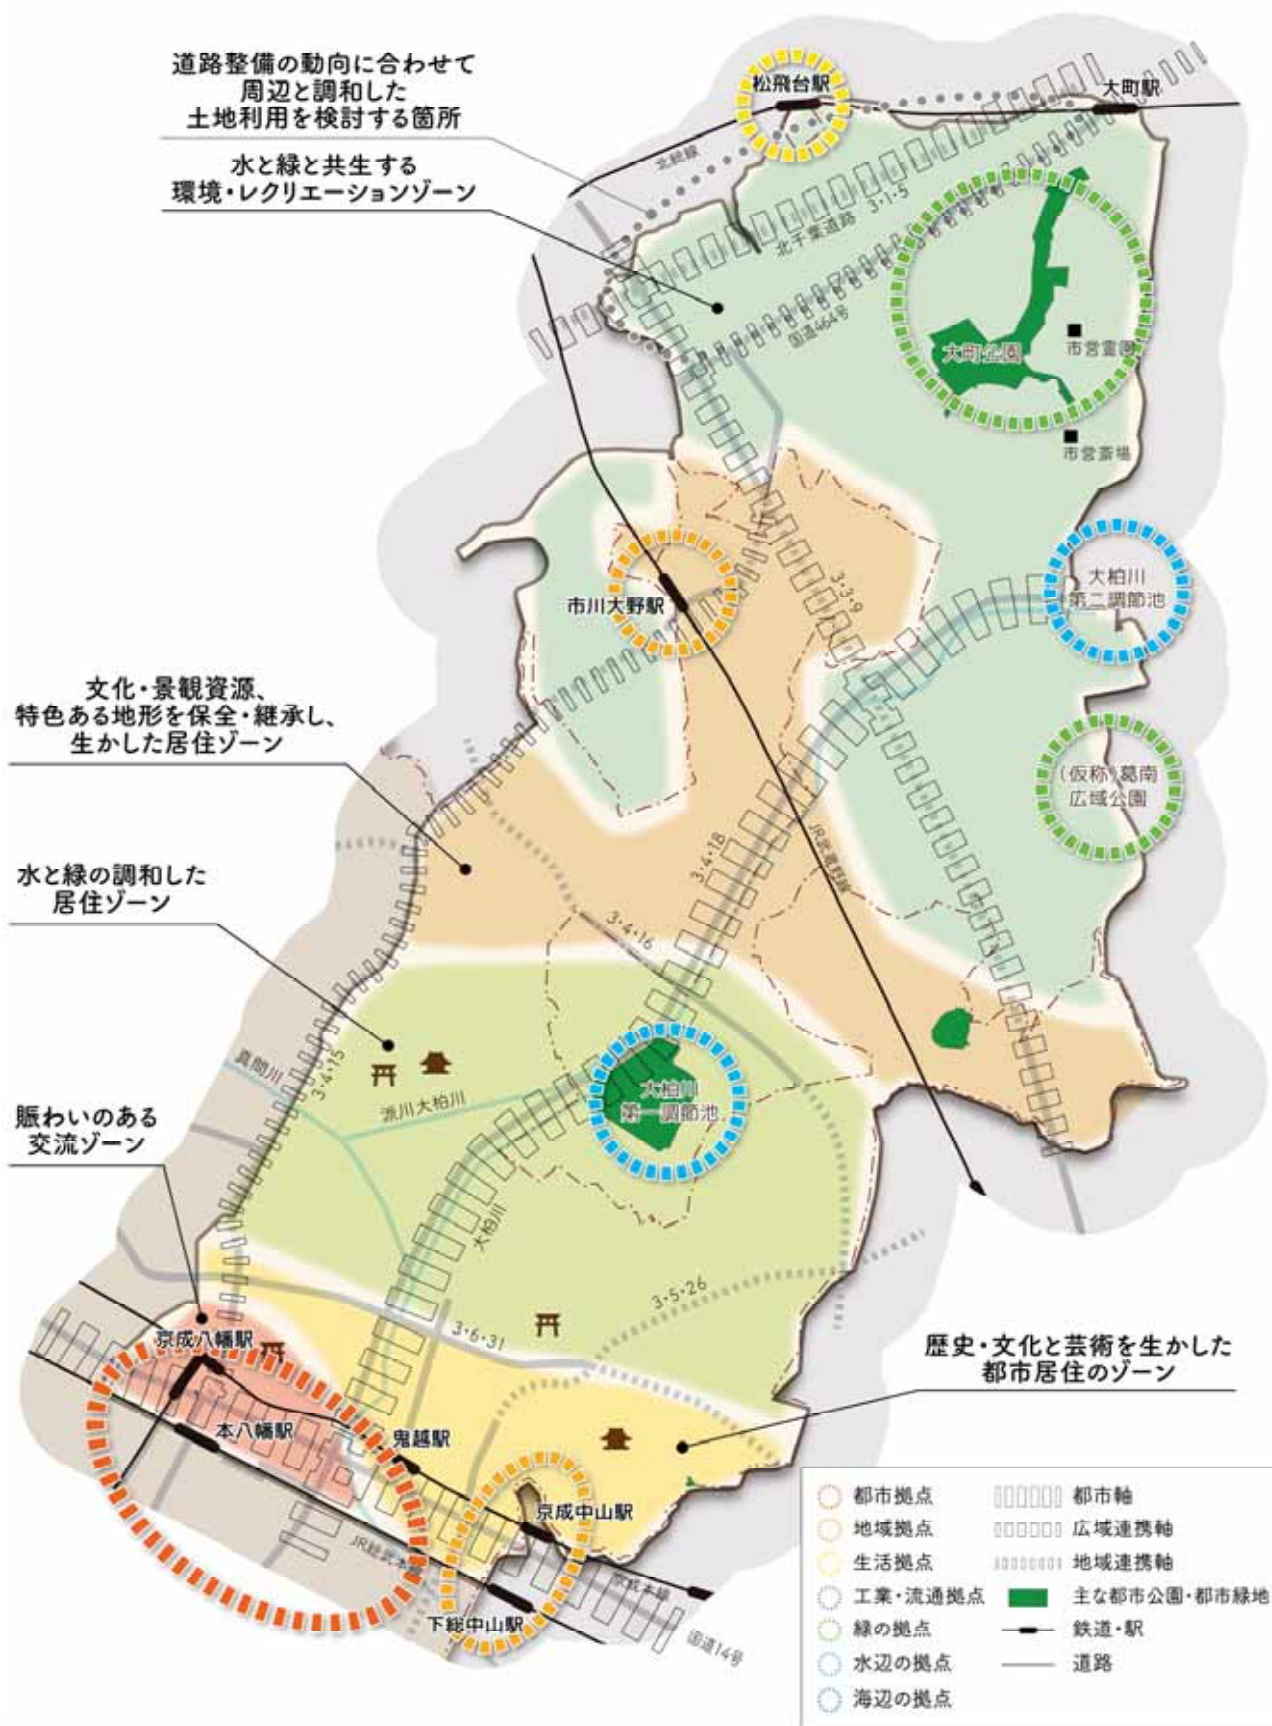 道路整備の動向に合わせて
周辺と調和した
土地利用を検討する箇所
水と緑と共生する
環境・レクリエーションゾーン
松飛台駅
大町駅
北総線
北千葉道路 3・1・5
国道464号
大町公園
市営霊園
市営斎場
大柏川
第二調節池
市川大野駅
3・3・9
(仮称)葛南
広域公園
文化・景観資源、
特色ある地形を保全・継承し、
生かした居住ゾーン
3・4・18
JR武蔵野線
水と緑の調和した
居住ゾーン
3・4・16
真間川
3・4・15
派川大柏川
大柏川
第一調節池
賑わいのある
交流ゾーン
大柏川
3・5・26
3・6・31
京成八幡駅
本八幡駅
鬼越駅
京成中山駅
JR総武本線
京成本線
下総中山駅
国道14号
歴史・文化と芸術を生かした
都市居住のゾーン
都市拠点
地域拠点
生活拠点
工業・流通拠点
緑の拠点
水辺の拠点
海辺の拠点
都市軸
広域連携軸
地域連携軸
主な都市公園・都市緑地
鉄道・駅
道路